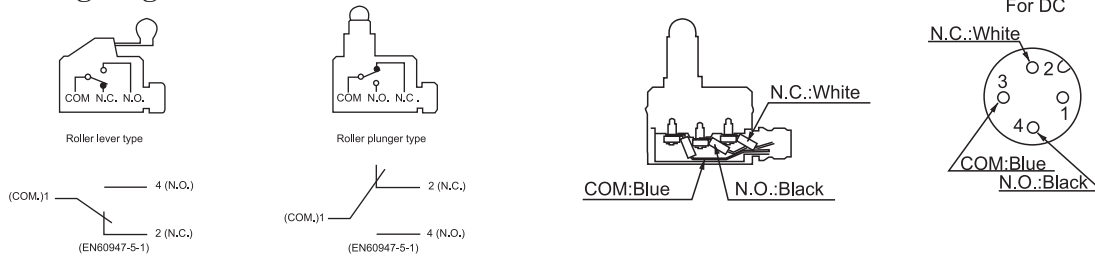 For DC
N.C.:White
2
3
1
4
COM:Blue
N.O.:Black
COM N.C. N.O.
Roller lever type
COM N.O. N.C.
Roller plunger type
N.C.:White
COM:Blue
N.O.:Black
4 (N.O.)
(COM.)1
2 (N.C.)
(EN60947-5-1)
2 (N.C.)
(COM.)1
4 (N.O.)
(EN60947-5-1)